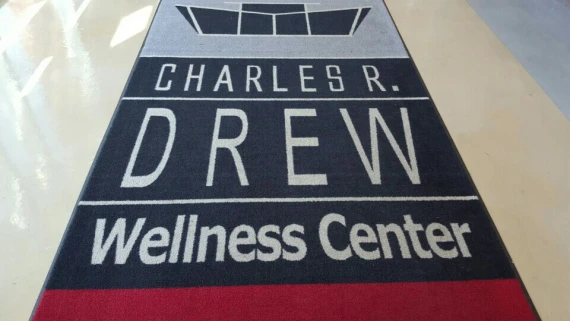 CHARLES R.
DREW
Wellness Center